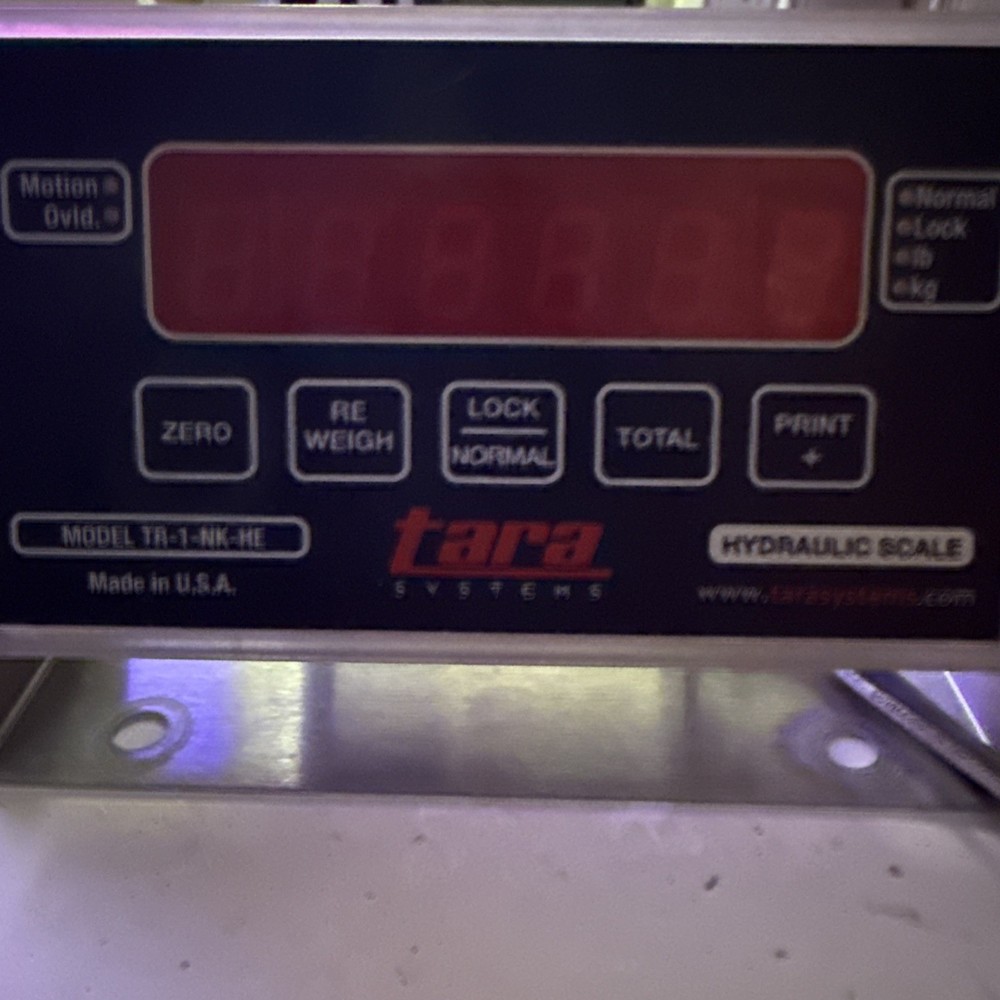 Motion
Ovld.
Normal
Lock
lb
kg
ZERO
RE
WEIGH
LOCK
NORMAL
TOTAL
PRINT
+
MODEL TR-1-NK-HE
Made in U.S.A.
tara
SYSTEMS
HYDRAULIC SCALE
www.tarasystems.com